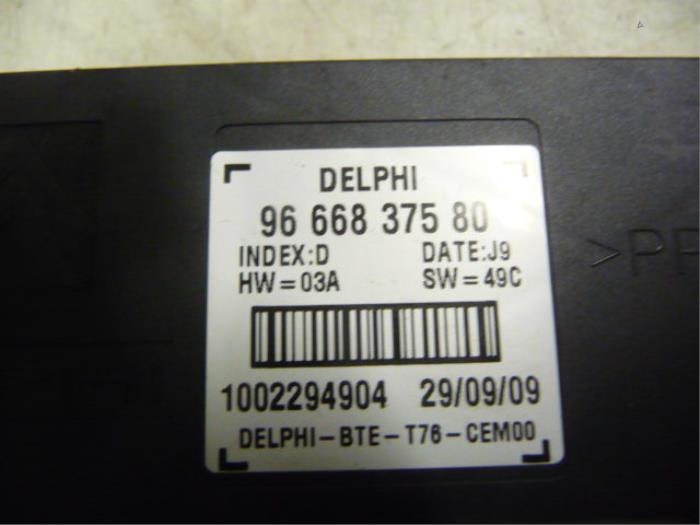 DELPHI
96 668 375 80
INDEX:D DATE:J9
HW=03A SW=49C
1002294904 29/09/09
DELPHI-BTE-T76-CEM00
>PP